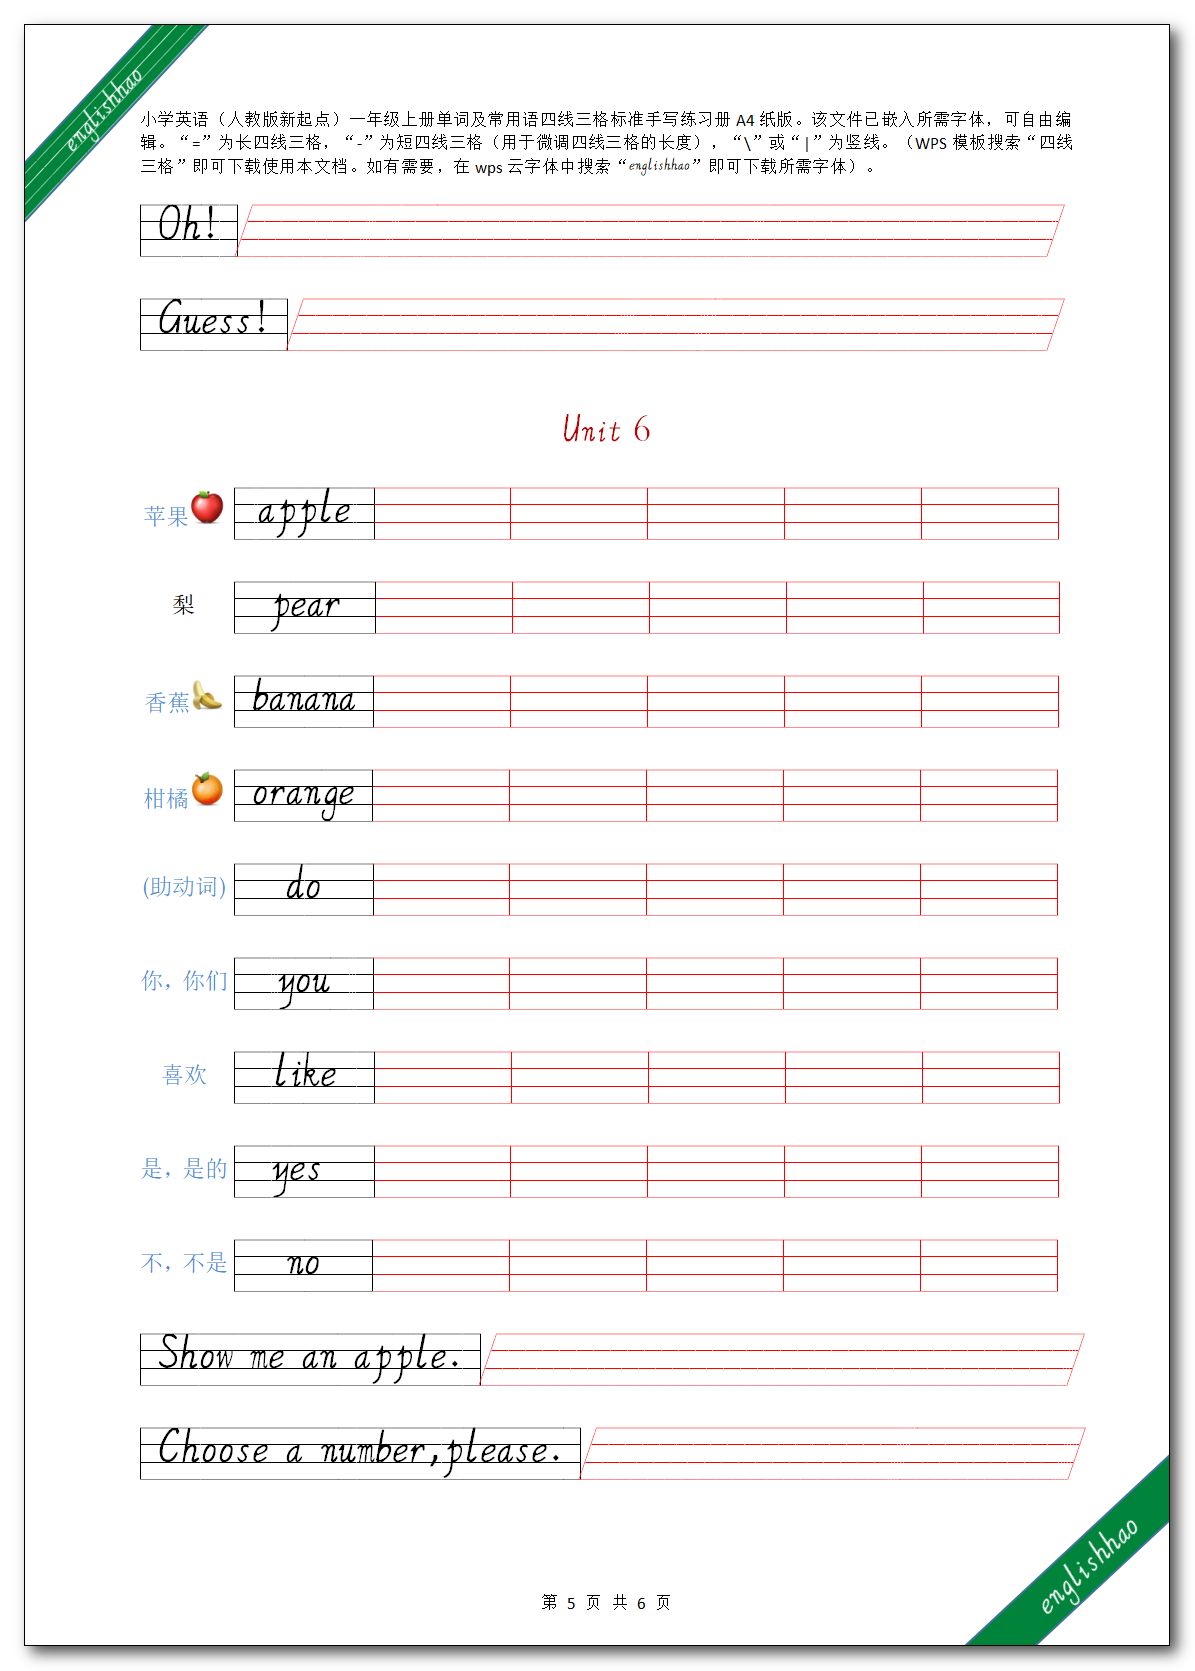 englishhao
小学英语（人教版新起点）一年级上册单词及常用语四线三格标准手写练习册 A4 纸版。该文件已嵌入所需字体，可自由编
辑。“=”为长四线三格，“-”为短四线三格（用于微调四线三格的长度），“\”或“|”为竖线。（WPS 模板搜索“四线
三格”即可下载使用本文档。如有需要，在 wps 云字体中搜索“englishhao”即可下载所需字体）。
Oh!
Guess!
Unit 6
苹果 apple
梨 pear
香蕉 banana
柑橘 orange
(助动词) do
你，你们 you
喜欢 like
是，是的 yes
不，不是 no
Show me an apple.
Choose a number,please.
englishhao
第 5 页 共 6 页